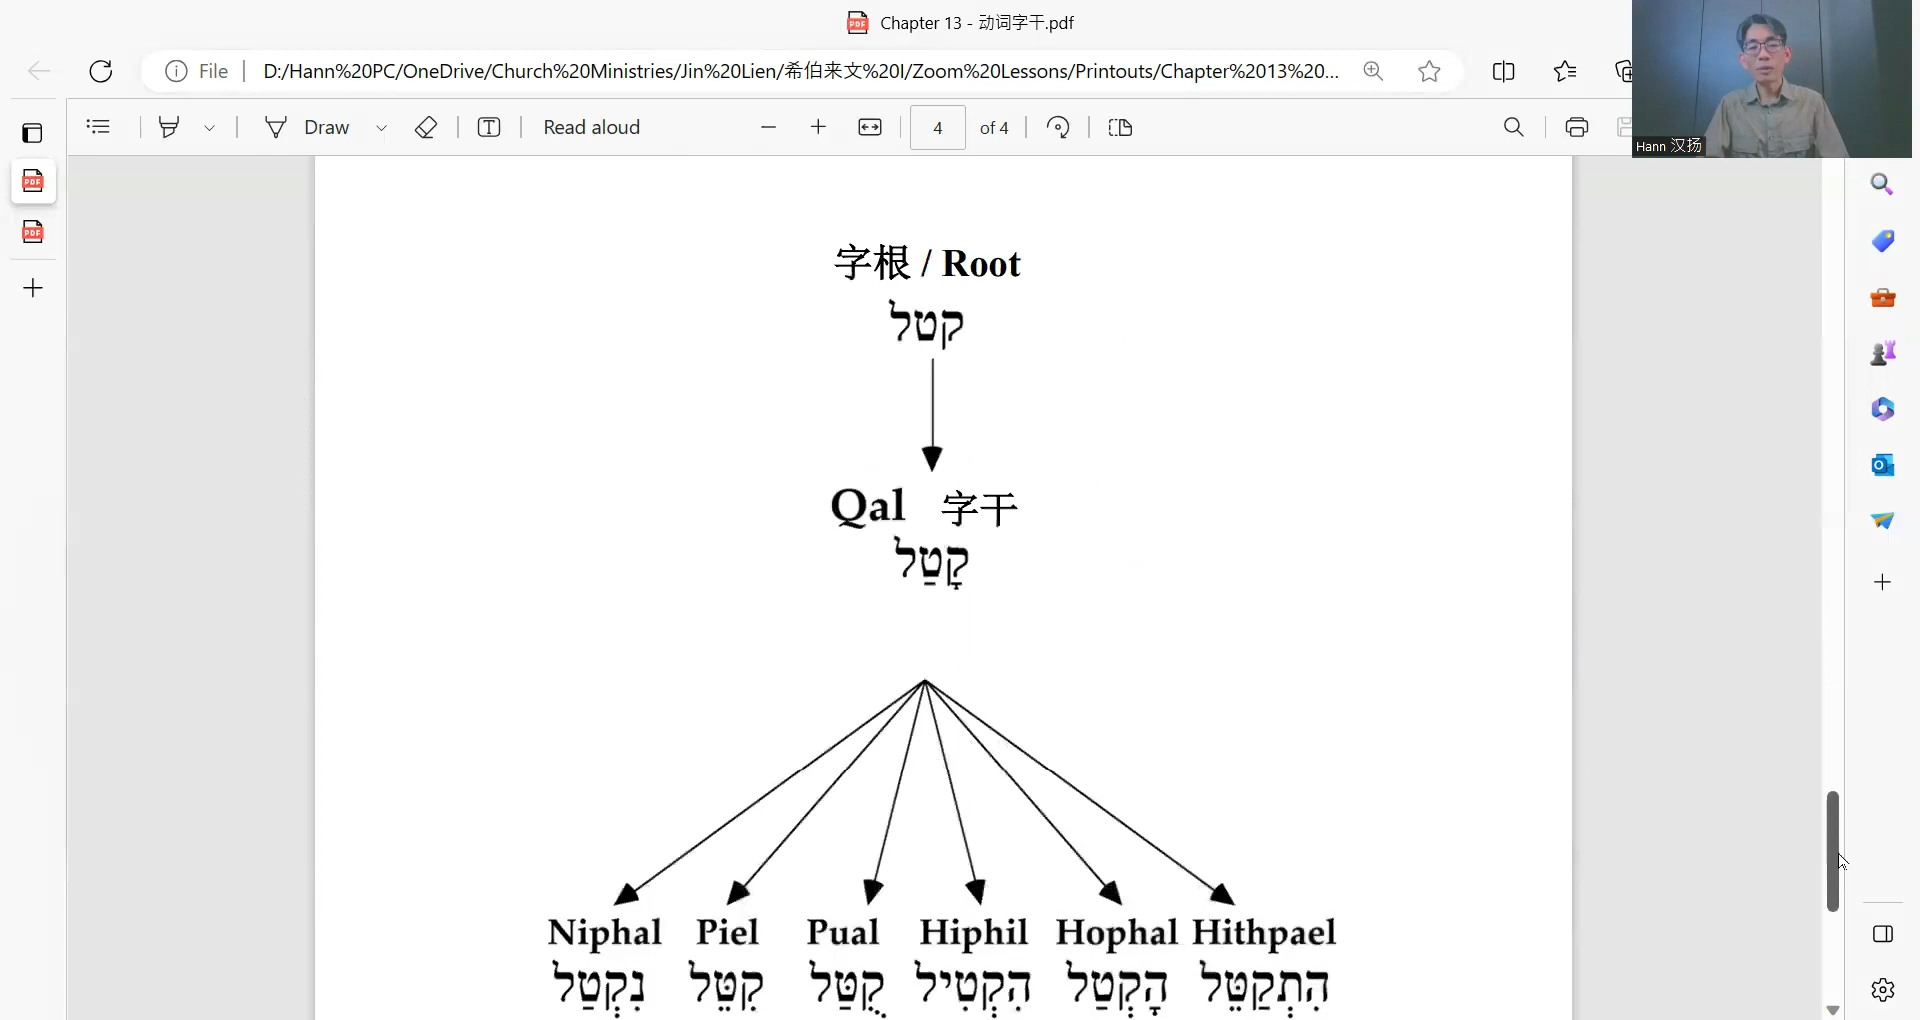 Chapter 13 - 动词字干.pdf
File
D:/Hann%20PC/OneDrive/Church%20Ministries/Jin%20Lien/希伯来文%20I/Zoom%20Lessons/Printouts/Chapter%2013%20...
Draw
Read aloud
4 of 4
Hann 汉扬
字根 / Root
קטל
Qal 字干
קָטַל
Niphal Piel Pual Hiphil Hophal Hithpael
נִקְטַל קִטֵּל קֻטַּל הִקְטִיל הָקְטַל הִתְקַטֵּל